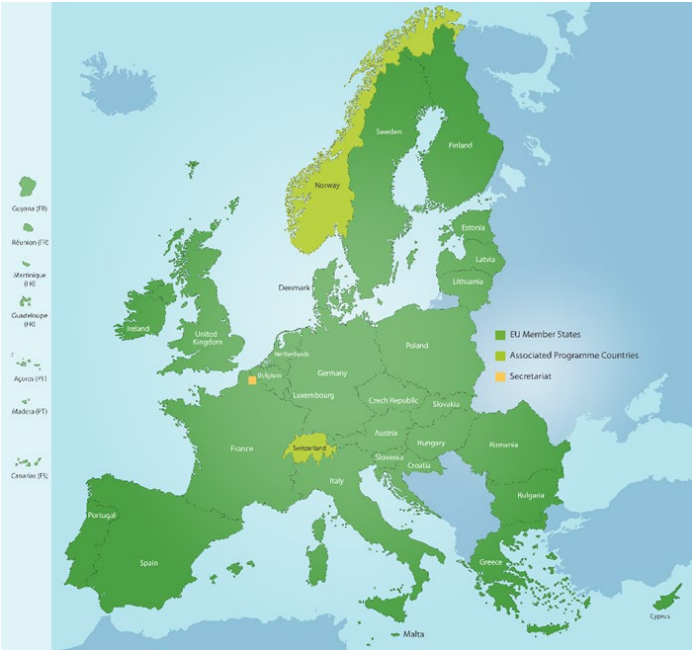 Sweden
Finland
Norway
Guyana (FR)
Réunion (FR)
Martinique
(FR)
Guadeloupe
(FR)
Açores (PT)
Madera (PT)
Canarias (ES)
Estonia
Latvia
Lithuania
Denmark
Ireland
United
Kingdom
Netherlands
Belgium
Germany
Poland
Luxembourg
Czech Republic
Slovakia
EU Member States
Associated Programme Countries
Secretariat
France
Switzerland
Austria
Hungary
Slovenia
Croatia
Romania
Italy
Bulgaria
Portugal
Spain
Greece
Cyprus
Malta